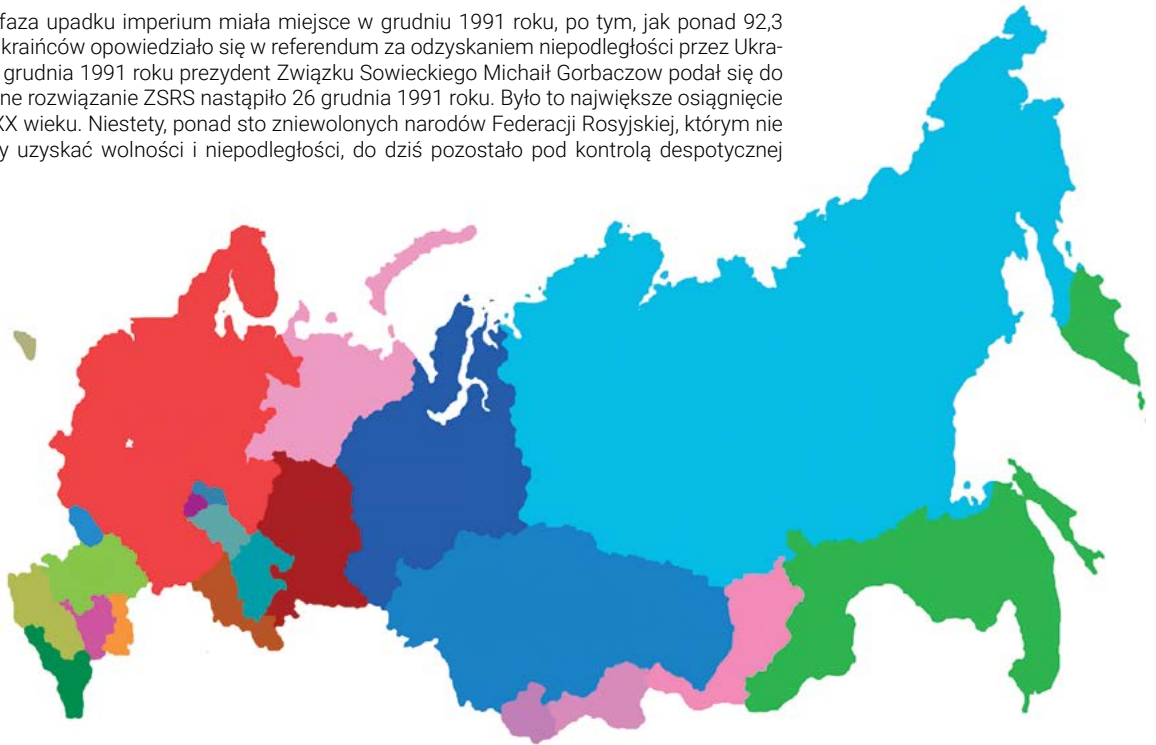 faza upadku imperium miała miejsce w grudniu 1991 roku, po tym, jak ponad 92,3
kraińców opowiedziało się w referendum za odzyskaniem niepodległości przez Ukra-
grudnia 1991 roku prezydent Związku Sowieckiego Michaił Gorbaczow podał się do
ne rozwiązanie ZSRS nastąpiło 26 grudnia 1991 roku. Było to największe osiągnięcie
XX wieku. Niestety, ponad sto zniewolonych narodów Federacji Rosyjskiej, którym nie
y uzyskać wolności i niepodległości, do dziś pozostało pod kontrolą despotycznej